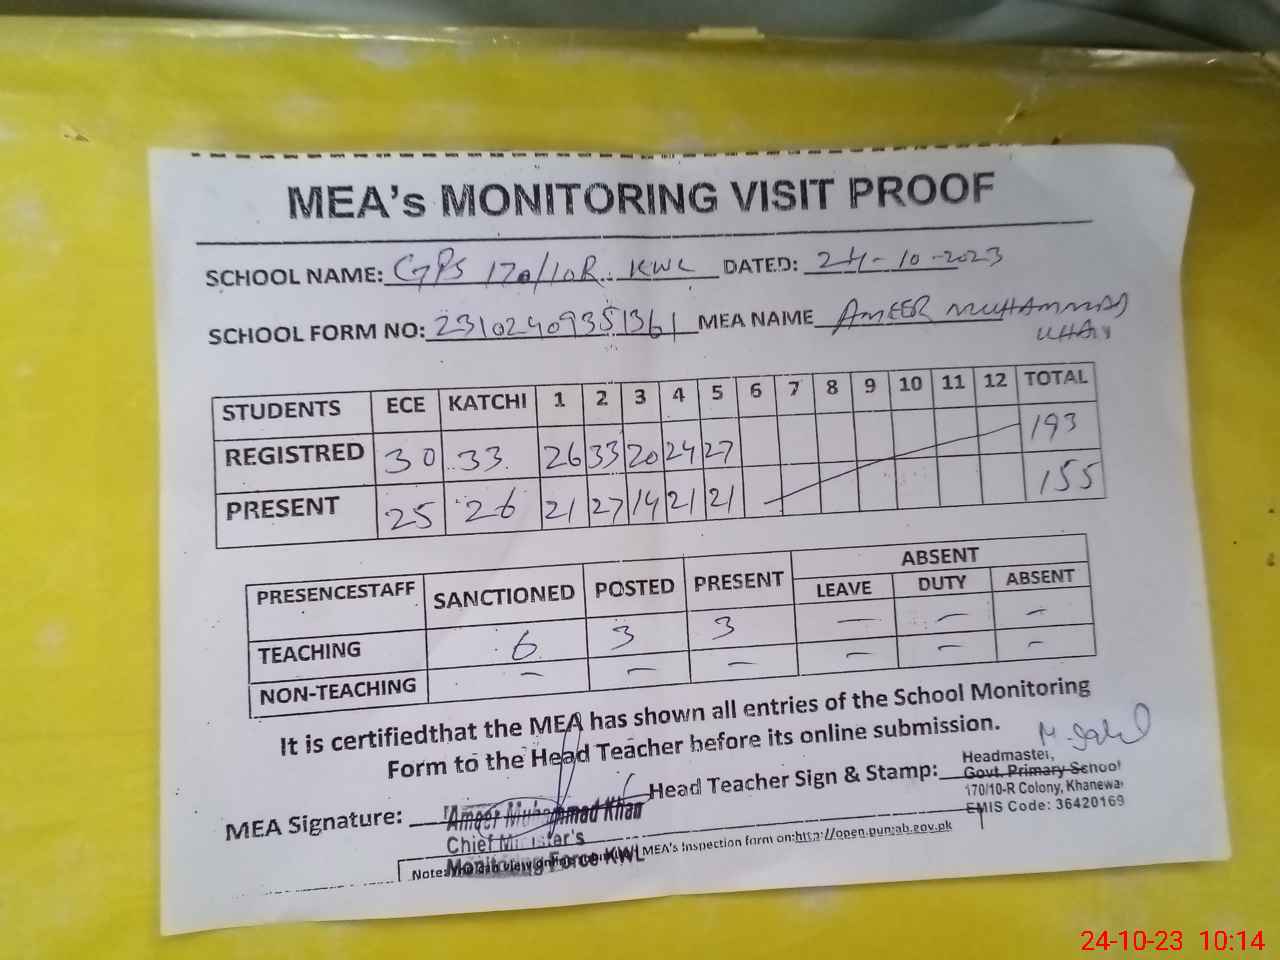 MEA's MONITORING VISIT PROOF
SCHOOL NAME: GPS 170/10R. KWL DATED: 24-10-2023
SCHOOL FORM NO: 23102409351361 MEA NAME AMEER MUHAMMAD
KHAN
STUDENTS ECE KATCHI 1 2 3 4 5 6 7 8 9 10 11 12 TOTAL
REGISTRED 30 33 26 33 20 24 27 193
PRESENT 25 26 21 27 14 21 21 155
PRESENCESTAFF SANCTIONED POSTED PRESENT ABSENT
LEAVE DUTY ABSENT
TEACHING 6 3 3 — — —
NON-TEACHING — — — — — —
It is certifiedthat the MEA has shown all entries of the School Monitoring
Form to the Head Teacher before its online submission.
MEA Signature: Ameer Muhammad Khan
Chief Minister's
Monitoring Force KWL
Head Teacher Sign & Stamp:
Headmaster,
Govt. Primary School
170/10-R Colony, Khanewal
EMIS Code: 36420169
Note: MEA's Inspection form on:http://open.punjab.gov.pk
24-10-23 10:14